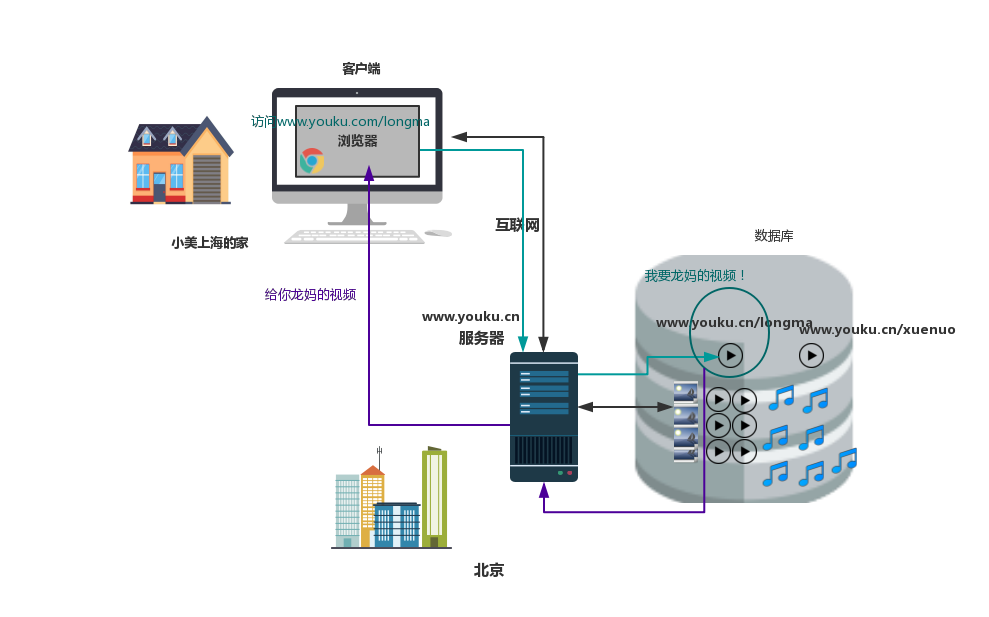 客户端
访问www.youku.com/longma
浏览器
互联网
小美上海的家
数据库
我要龙妈的视频！
给你龙妈的视频
www.youku.cn
服务器
www.youku.cn/longma
www.youku.cn/xuenuo
北京